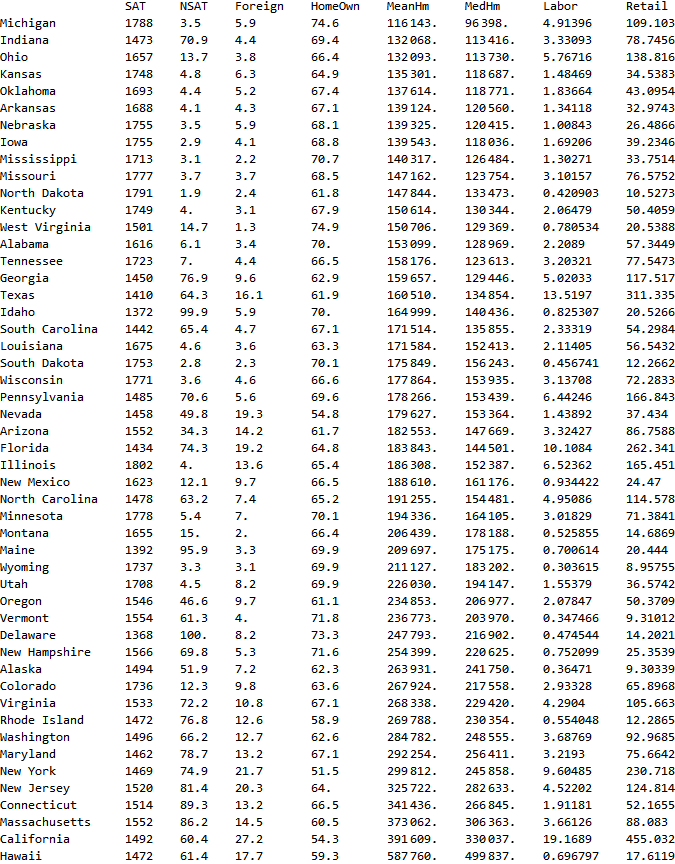 SAT NSAT Foreign HomeOwn MeanHm MedHm Labor Retail
Michigan 1788 3.5 5.9 74.6 116143. 96398. 4.91396 109.103
Indiana 1473 70.9 4.4 69.4 132068. 113416. 3.33093 78.7456
Ohio 1657 13.7 3.8 66.4 132093. 113730. 5.76716 138.816
Kansas 1748 4.8 6.3 64.9 135301. 118687. 1.48469 34.5383
Oklahoma 1693 4.4 5.2 67.4 137614. 118771. 1.83664 43.0954
Arkansas 1688 4.1 4.3 67.1 139124. 120560. 1.34118 32.9743
Nebraska 1755 3.5 5.9 68.1 139325. 120415. 1.00843 26.4866
Iowa 1755 2.9 4.1 68.8 139543. 118036. 1.69206 39.2346
Mississippi 1713 3.1 2.2 70.7 140317. 126484. 1.30271 33.7514
Missouri 1777 3.7 3.7 68.5 147162. 123754. 3.10157 76.5752
North Dakota 1791 1.9 2.4 61.8 147844. 133473. 0.420903 10.5273
Kentucky 1749 4. 3.1 67.9 150614. 130344. 2.06479 50.4059
West Virginia 1501 14.7 1.3 74.9 150706. 129369. 0.780534 20.5388
Alabama 1616 6.1 3.4 70. 153099. 128969. 2.2089 57.3449
Tennessee 1723 7. 4.4 66.5 158176. 123613. 3.20321 77.5473
Georgia 1450 76.9 9.6 62.9 159657. 129446. 5.02033 117.517
Texas 1410 64.3 16.1 61.9 160510. 134854. 13.5197 311.335
Idaho 1372 99.9 5.9 70. 164999. 140436. 0.825307 20.5266
South Carolina 1442 65.4 4.7 67.1 171514. 135855. 2.33319 54.2984
Louisiana 1675 4.6 3.6 63.3 171584. 152413. 2.11405 56.5432
South Dakota 1753 2.8 2.3 70.1 175849. 156243. 0.456741 12.2662
Wisconsin 1771 3.6 4.6 66.6 177864. 153935. 3.13708 72.2833
Pennsylvania 1485 70.6 5.6 69.6 178266. 153439. 6.44246 166.843
Nevada 1458 49.8 19.3 54.8 179627. 153364. 1.43892 37.434
Arizona 1552 34.3 14.2 61.7 182553. 147669. 3.32427 86.7588
Florida 1434 74.3 19.2 64.8 183843. 144501. 10.1084 262.341
Illinois 1802 4. 13.6 65.4 186308. 152387. 6.52362 165.451
New Mexico 1623 12.1 9.7 66.5 188610. 161176. 0.934422 24.47
North Carolina 1478 63.2 7.4 65.2 191255. 154481. 4.95086 114.578
Minnesota 1778 5.4 7. 70.1 194336. 164105. 3.01829 71.3841
Montana 1655 15. 2. 66.4 206439. 178188. 0.525855 14.6869
Maine 1392 95.9 3.3 69.9 209697. 175175. 0.700614 20.444
Wyoming 1737 3.3 3.1 69.9 211127. 183202. 0.303615 8.95755
Utah 1708 4.5 8.2 69.9 226030. 194147. 1.55379 36.5742
Oregon 1546 46.6 9.7 61.1 234853. 206977. 2.07847 50.3709
Vermont 1554 61.3 4. 71.8 236773. 203970. 0.347466 9.31012
Delaware 1368 100. 8.2 73.3 247793. 216902. 0.474544 14.2021
New Hampshire 1566 69.8 5.3 71.6 254399. 220625. 0.752099 25.3539
Alaska 1494 51.9 7.2 62.3 263931. 241750. 0.36471 9.30339
Colorado 1736 12.3 9.8 63.6 267924. 217558. 2.93328 65.8968
Virginia 1533 72.2 10.8 67.1 268338. 229420. 4.2904 105.663
Rhode Island 1472 76.8 12.6 58.9 269788. 230354. 0.554048 12.2865
Washington 1496 66.2 12.7 62.6 284782. 248555. 3.68769 92.9685
Maryland 1462 78.7 13.2 67.1 292254. 256411. 3.2193 75.6642
New York 1469 74.9 21.7 51.5 299812. 245858. 9.60485 230.718
New Jersey 1520 81.4 20.3 64. 325722. 282633. 4.52202 124.814
Connecticut 1514 89.3 13.2 66.5 341436. 266845. 1.91181 52.1655
Massachusetts 1552 86.2 14.5 60.5 373062. 306363. 3.66126 88.083
California 1492 60.4 27.2 54.3 391609. 330037. 19.1689 455.032
Hawaii 1472 61.4 17.7 59.3 587760. 499837. 0.696797 17.6119